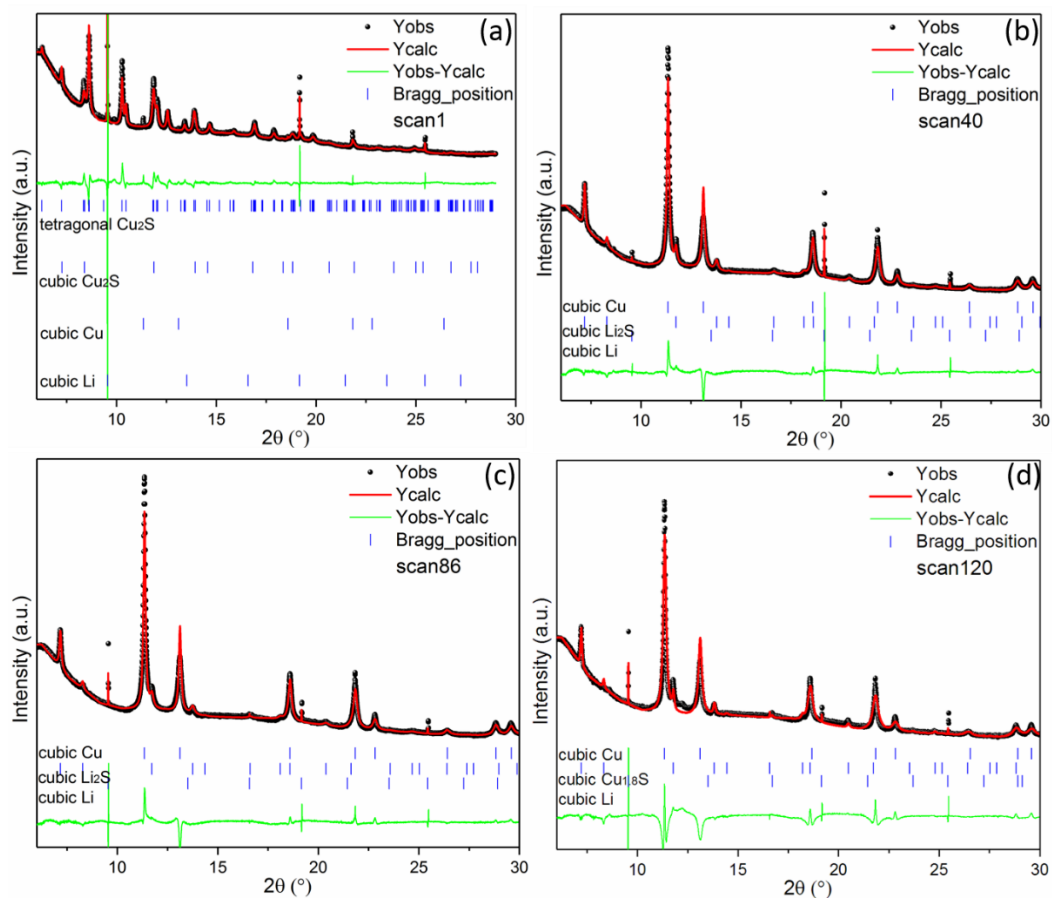 (a)
Yobs
Ycalc
Yobs-Ycalc
Bragg_position
scan1
Intensity (a.u.)
tetragonal Cu2S
cubic Cu2S
cubic Cu
cubic Li
10 15 20 25 30
2θ (°)
(b)
Yobs
Ycalc
Yobs-Ycalc
Bragg_position
scan40
Intensity (a.u.)
cubic Cu
cubic Li2S
cubic Li
10 15 20 25 30
2θ (°)
(c)
Yobs
Ycalc
Yobs-Ycalc
Bragg_position
scan86
Intensity (a.u.)
cubic Cu
cubic Li2S
cubic Li
10 15 20 25 30
2θ (°)
(d)
Yobs
Ycalc
Yobs-Ycalc
Bragg_position
scan120
Intensity (a.u.)
cubic Cu
cubic Cu1.8S
cubic Li
10 15 20 25 30
2θ (°)